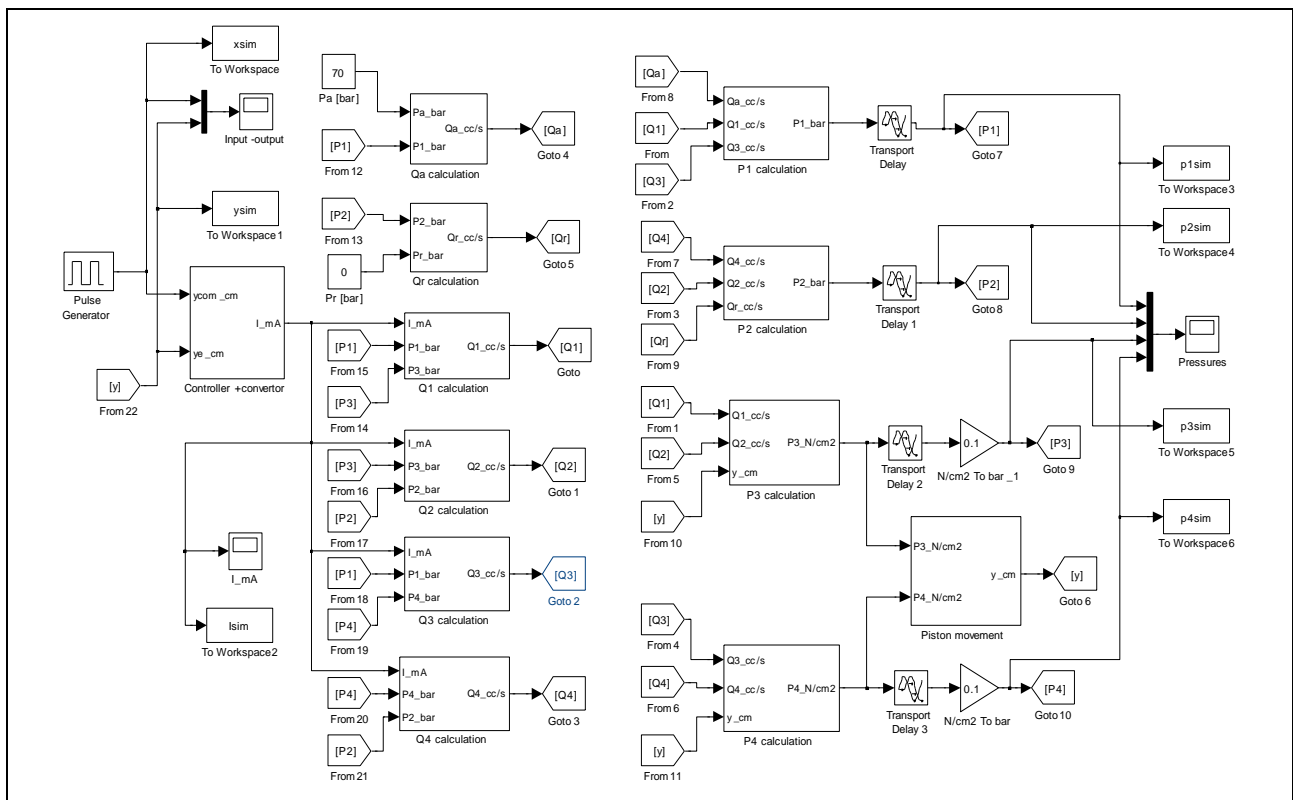 xsim
To Workspace
Input -output
ysim
To Workspace 1
Pulse
Generator
ycom _cm
ye _cm
I_mA
Controller +convertor
[y]
From 22
I_mA
Isim
To Workspace 2
70
Pa [bar]
[P1]
From 12
Pa_bar
P1_bar
Qa_cc/s
Qa calculation
[Qa]
Goto 4
[P2]
From 13
0
Pr [bar]
P2_bar
Pr_bar
Qr_cc/s
Qr calculation
[Qr]
Goto 5
[P1]
From 15
[P3]
From 14
I_mA
P1_bar
P3_bar
Q1_cc/s
Q1 calculation
[Q1]
Goto
[P3]
From 16
[P2]
From 17
I_mA
P3_bar
P2_bar
Q2_cc/s
Q2 calculation
[Q2]
Goto 1
[P1]
From 18
[P4]
From 19
I_mA
P1_bar
P4_bar
Q3_cc/s
Q3 calculation
[Q3]
Goto 2
[P4]
From 20
[P2]
From 21
I_mA
P4_bar
P2_bar
Q4_cc/s
Q4 calculation
[Q4]
Goto 3
[Qa]
From 8
[Q1]
From
[Q3]
From 2
Qa_cc/s
Q1_cc/s
Q3_cc/s
P1_bar
P1 calculation
Transport
Delay
[P1]
Goto 7
[Q4]
From 7
[Q2]
From 3
[Qr]
From 9
Q4_cc/s
Q2_cc/s
Qr_cc/s
P2_bar
P2 calculation
Transport
Delay 1
[P2]
Goto 8
[Q1]
From 1
[Q2]
From 5
[y]
From 10
Q1_cc/s
Q2_cc/s
y_cm
P3_N/cm2
P3 calculation
Transport
Delay 2
0.1
N/cm2 To bar _1
[P3]
Goto 9
P3_N/cm2
P4_N/cm2
y_cm
Piston movement
[y]
Goto 6
[Q3]
From 4
[Q4]
From 6
[y]
From 11
Q3_cc/s
Q4_cc/s
y_cm
P4_N/cm2
P4 calculation
Transport
Delay 3
0.1
N/cm2 To bar
[P4]
Goto 10
p1sim
To Workspace 3
p2sim
To Workspace 4
Pressures
p3sim
To Workspace 5
p4sim
To Workspace 6